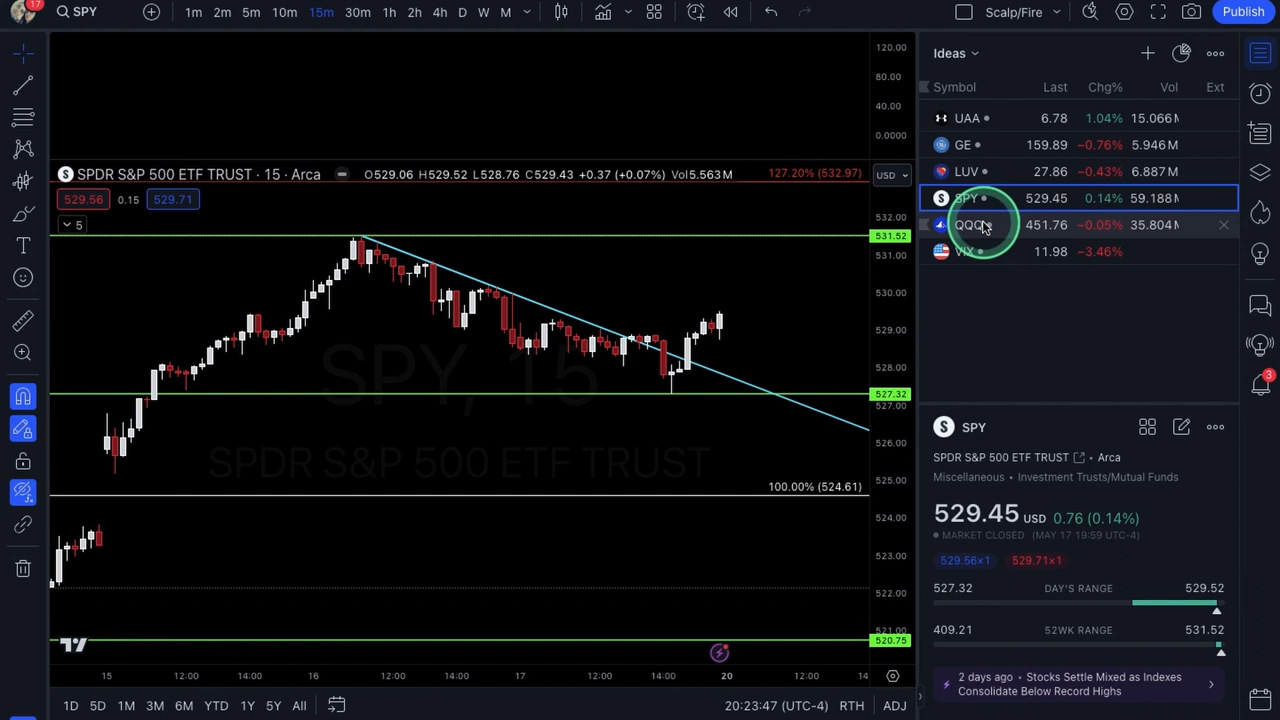 17
SPY
1m 2m 5m 10m 15m 30m 1h 2h 4h D W M
Scalp/Fire
Publish
120.00
80.00
40.00
0.0000
SPDR S&P 500 ETF TRUST · 15 · Arca O529.06 H529.52 L528.76 C529.43 +0.37 (+0.07%) Vol5.563M
127.20% (532.97)
USD
529.56 0.15 529.71
5
532.00
531.52
531.00
530.00
529.00
528.00
527.32
527.00
526.00
525.00
524.00
523.00
522.00
521.00
520.75
SPY, 15
SPDR S&P 500 ETF TRUST
100.00% (524.61)
15 12:00 14:00 16 12:00 14:00 17 12:00 14:00 20 12:00 14
1D 5D 1M 3M 6M YTD 1Y 5Y All
20:23:47 (UTC-4) RTH ADJ
Ideas
Symbol Last Chg% Vol Ext
UAA 6.78 1.04% 15.066M
GE 159.89 −0.76% 5.946M
LUV 27.86 −0.43% 6.887M
SPY 529.45 0.14% 59.188M
QQQ 451.76 −0.05% 35.804M
VIX 11.98 −3.46%
3
S SPY
SPDR S&P 500 ETF TRUST • Arca
Miscellaneous • Investment Trusts/Mutual Funds
529.45 USD 0.76 (0.14%)
MARKET CLOSED (MAY 17 19:59 UTC-4)
529.56×1 529.71×1
527.32 DAY'S RANGE 529.52
409.21 52WK RANGE 531.52
2 days ago • Stocks Settle Mixed as Indexes
Consolidate Below Record Highs